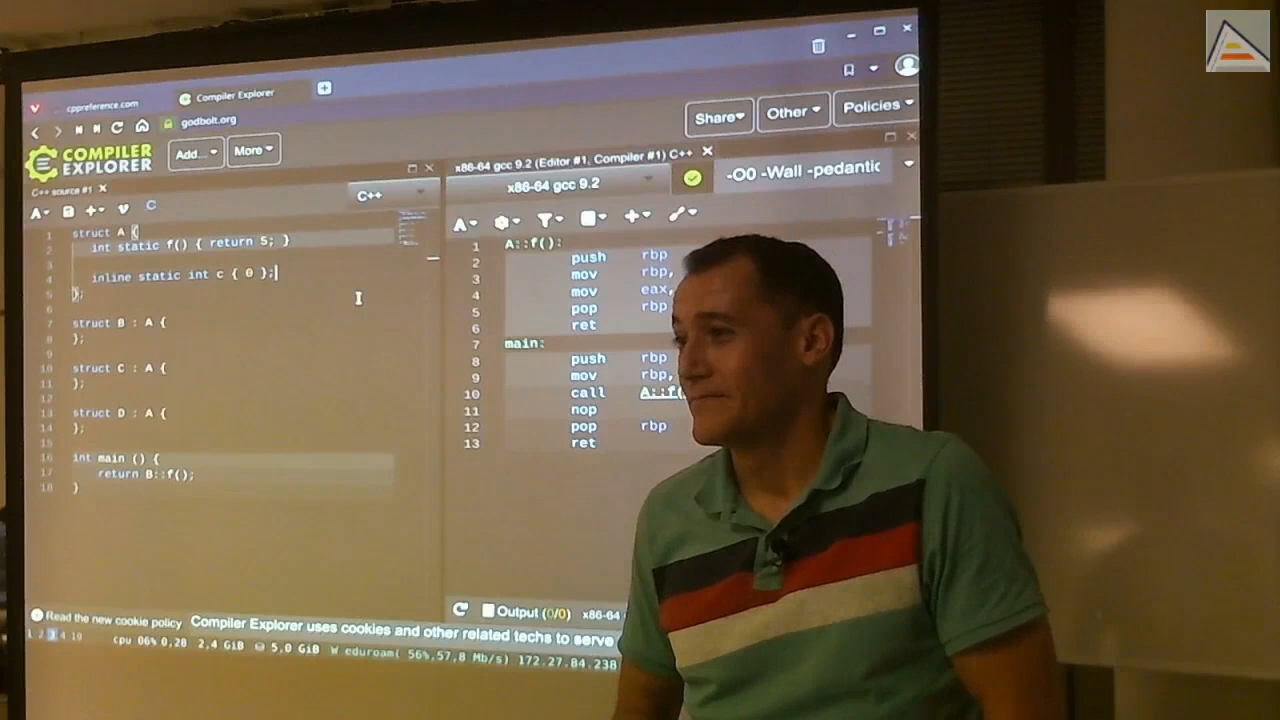 cppreference.com
Compiler Explorer
godbolt.org
COMPILER
EXPLORER
Add...
More
Share
Other
Policies
C++ source #1
C++
x86-64 gcc 9.2 (Editor #1, Compiler #1) C++
x86-64 gcc 9.2
-O0 -Wall -pedantic
A
A
1 struct A {
2 int static f() { return 5; }
3
4 inline static int c { 0 };
5 };
6
7 struct B : A {
8 };
9
10 struct C : A {
11 };
12
13 struct D : A {
14 };
15
16 int main () {
17 return B::f();
18 }
1 A::f():
2 push rbp
3 mov rbp,
4 mov eax,
5 pop rbp
6 ret
7 main:
8 push rbp
9 mov rbp,
10 call A::f(
11 nop
12 pop rbp
13 ret
Output (0/0) x86-64
Read the new cookie policy Compiler Explorer uses cookies and other related techs to serve
1 2 3 4 10 cpu 06% 0,28 2,4 GiB 5,0 GiB W eduroam( 56%,57,8 Mb/s) 172.27.84.238